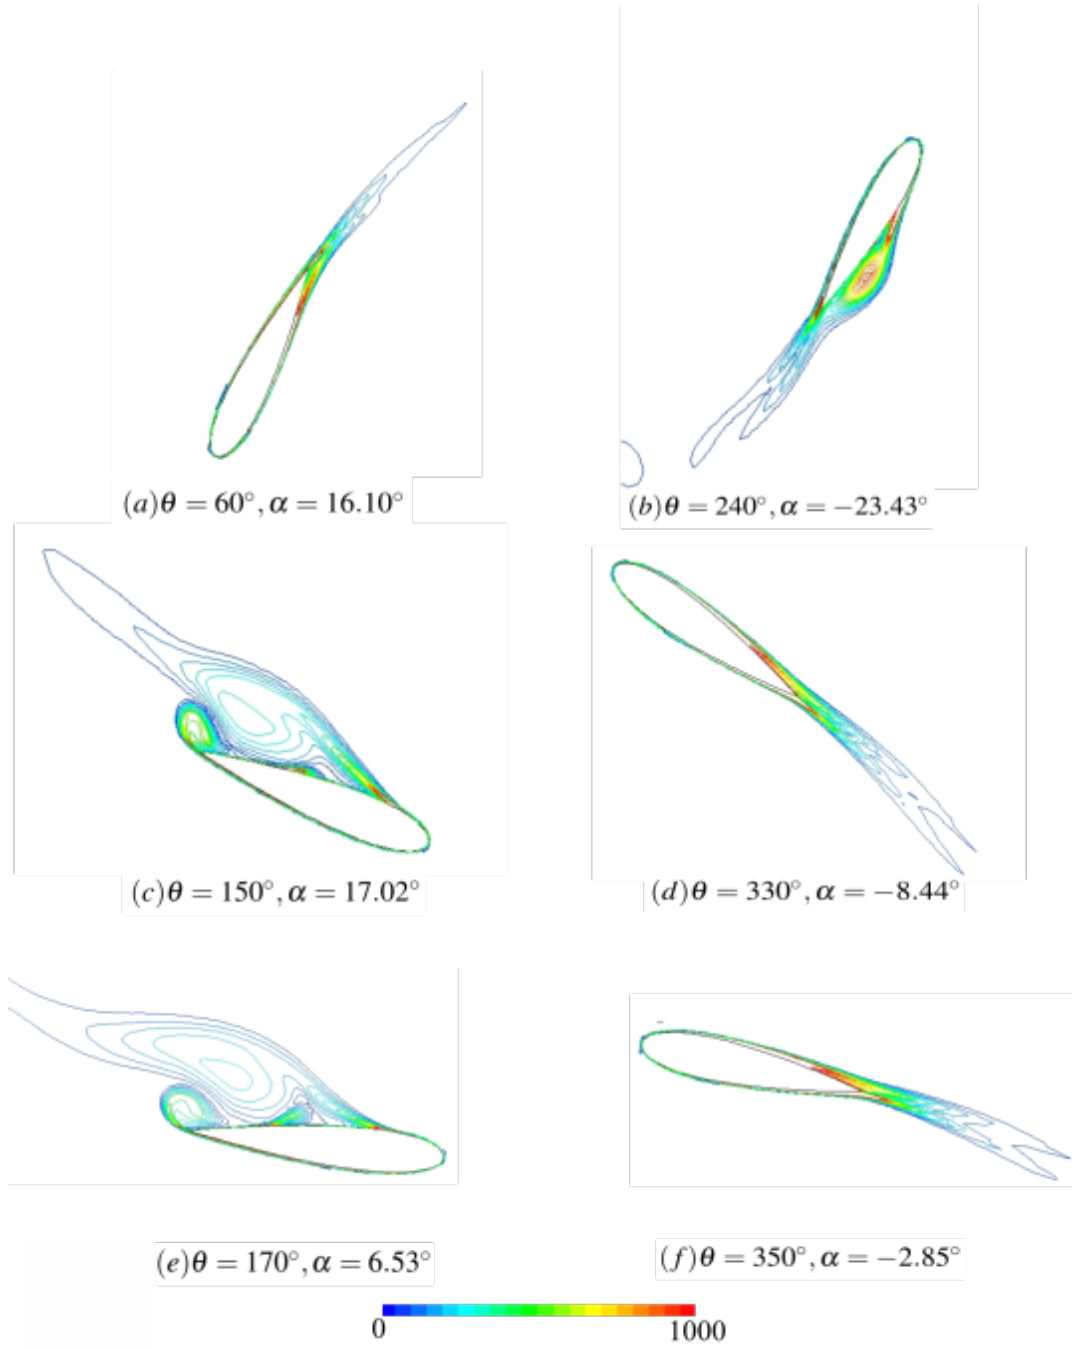 (a)θ = 60°, α = 16.10°
(b)θ = 240°, α = −23.43°
(c)θ = 150°, α = 17.02°
(d)θ = 330°, α = −8.44°
(e)θ = 170°, α = 6.53°
(f)θ = 350°, α = −2.85°
0
1000